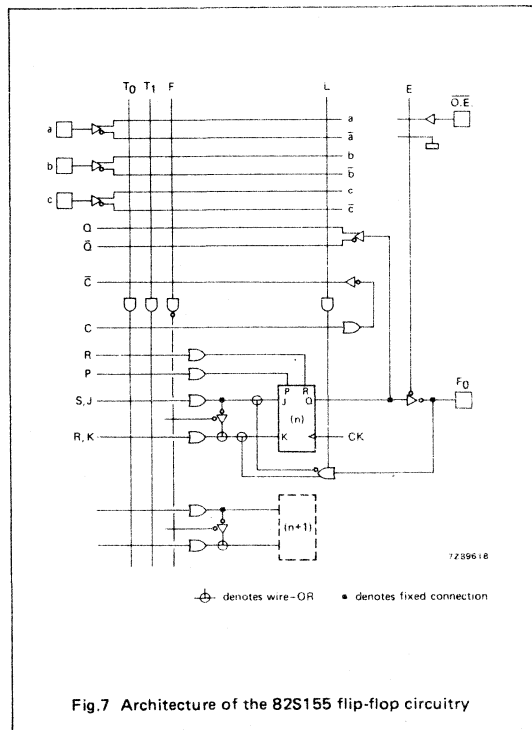 T0 T1 F L E
O.E.
a a
a̅
b b
b̅
c c
c̅
Q
Q̅
C̅
C
R
P
F0
P R
S,J J Q
(n)
R,K K CK
(n+1)
7Z89618
denotes wire-OR denotes fixed connection
Fig.7 Architecture of the 82S155 flip-flop circuitry